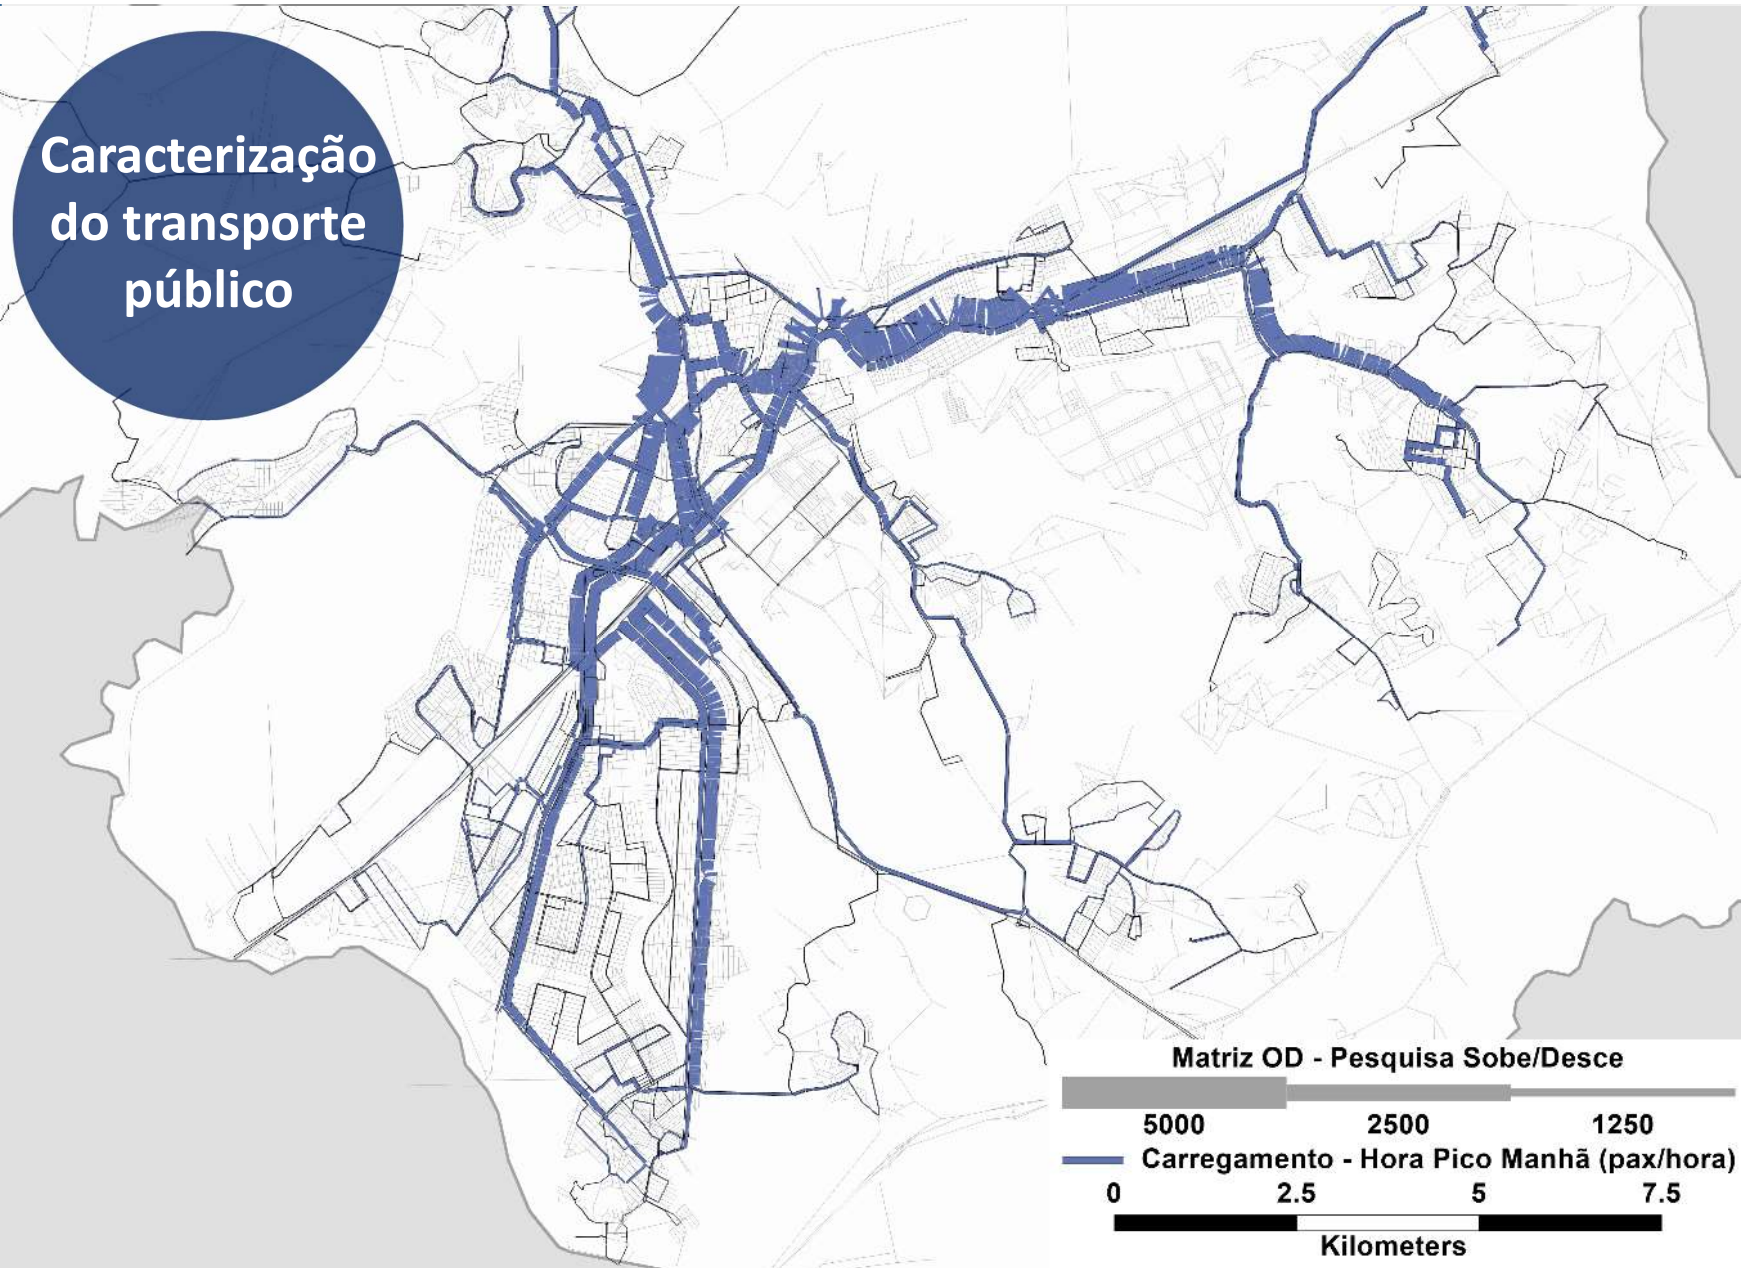 Caracterização
do transporte
público
Matriz OD - Pesquisa Sobe/Desce
5000 2500 1250
Carregamento - Hora Pico Manhã (pax/hora)
0 2.5 5 7.5
Kilometers